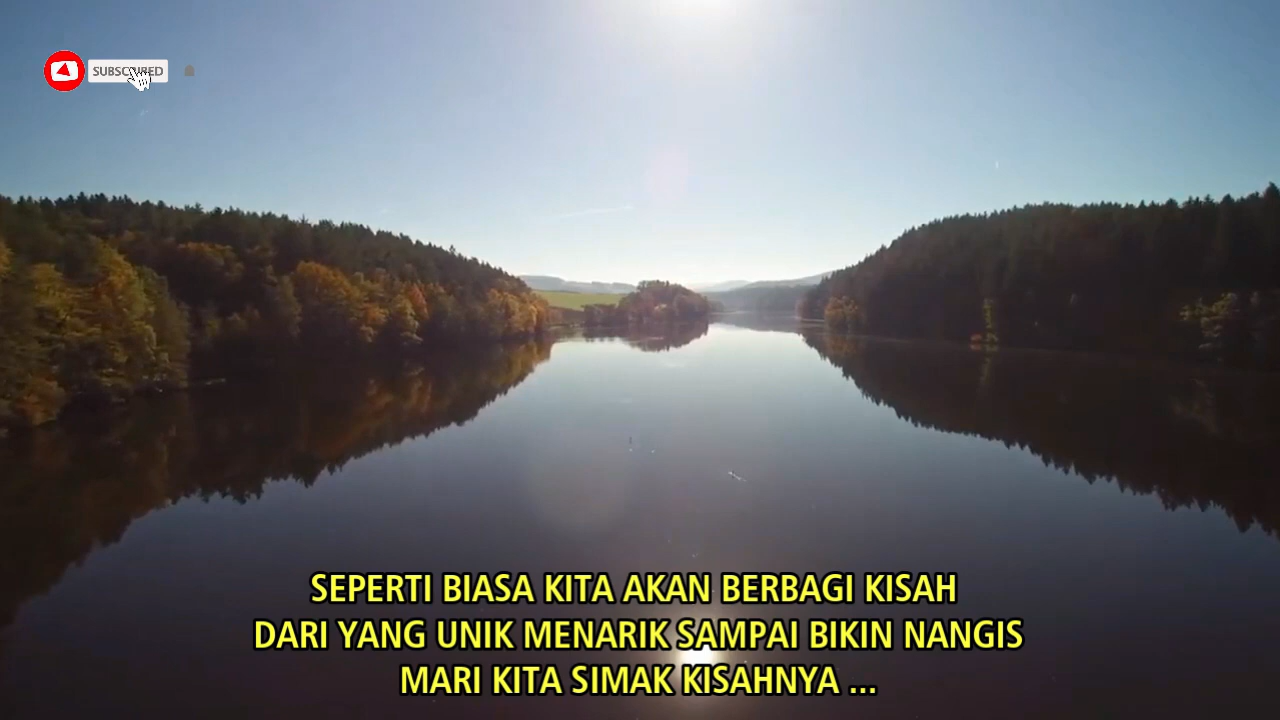 SUBSCRIBED
SEPERTI BIASA KITA AKAN BERBAGI KISAH
DARI YANG UNIK MENARIK SAMPAI BIKIN NANGIS
MARI KITA SIMAK KISAHNYA ...